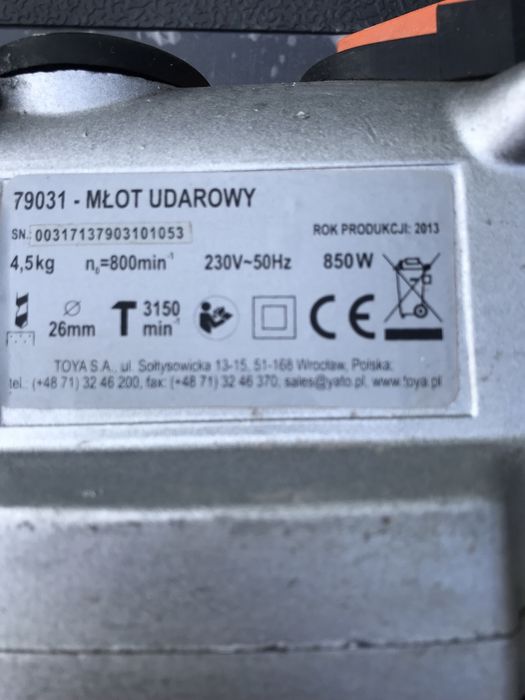 79031 - MŁOT UDAROWY
SN.: 00317137903101053 ROK PRODUKCJI: 2013
4,5kg n₀=800min⁻¹ 230V~50Hz 850W
26mm 3150 min⁻¹ CE
TOYA S.A., ul. Sołtysowicka 13-15, 51-168 Wrocław, Polska;
tel.: (+48 71) 32 46 200, fax: (+48 71) 32 46 370, sales@yato.pl, www.toya.pl